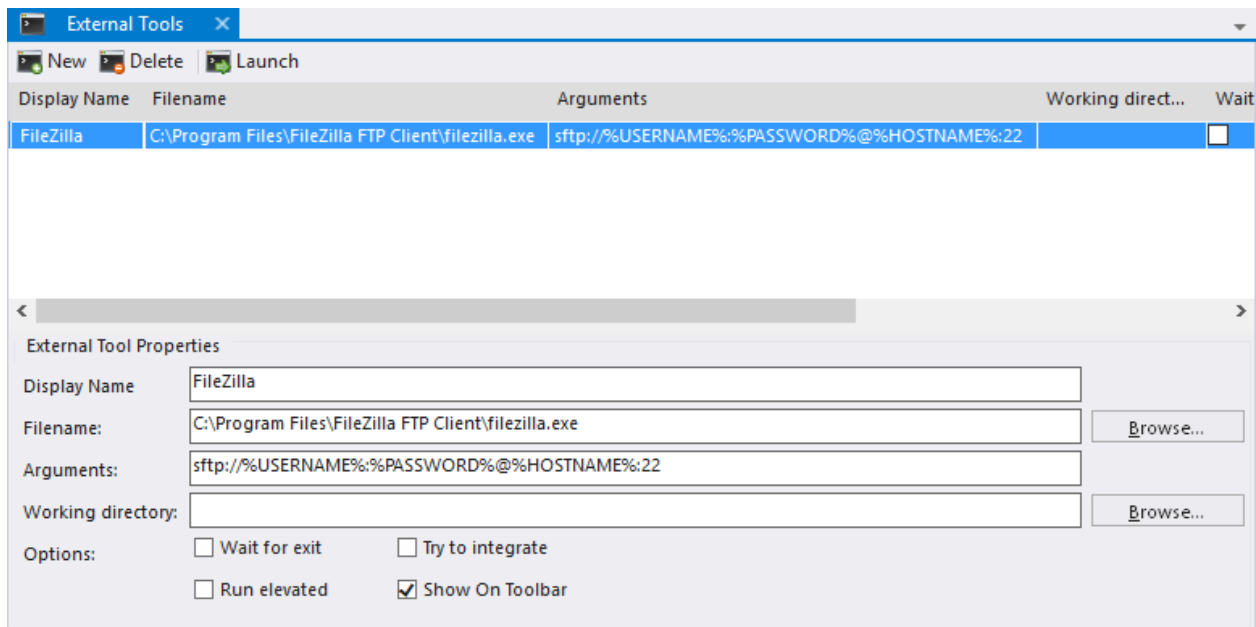 External Tools
New Delete Launch
Display Name Filename Arguments Working direct... Wait
FileZilla C:\Program Files\FileZilla FTP Client\filezilla.exe sftp://%USERNAME%:%PASSWORD%@%HOSTNAME%:22
External Tool Properties
Display Name FileZilla
Filename: C:\Program Files\FileZilla FTP Client\filezilla.exe Browse...
Arguments: sftp://%USERNAME%:%PASSWORD%@%HOSTNAME%:22
Working directory: Browse...
Options: Wait for exit Try to integrate
Run elevated Show On Toolbar